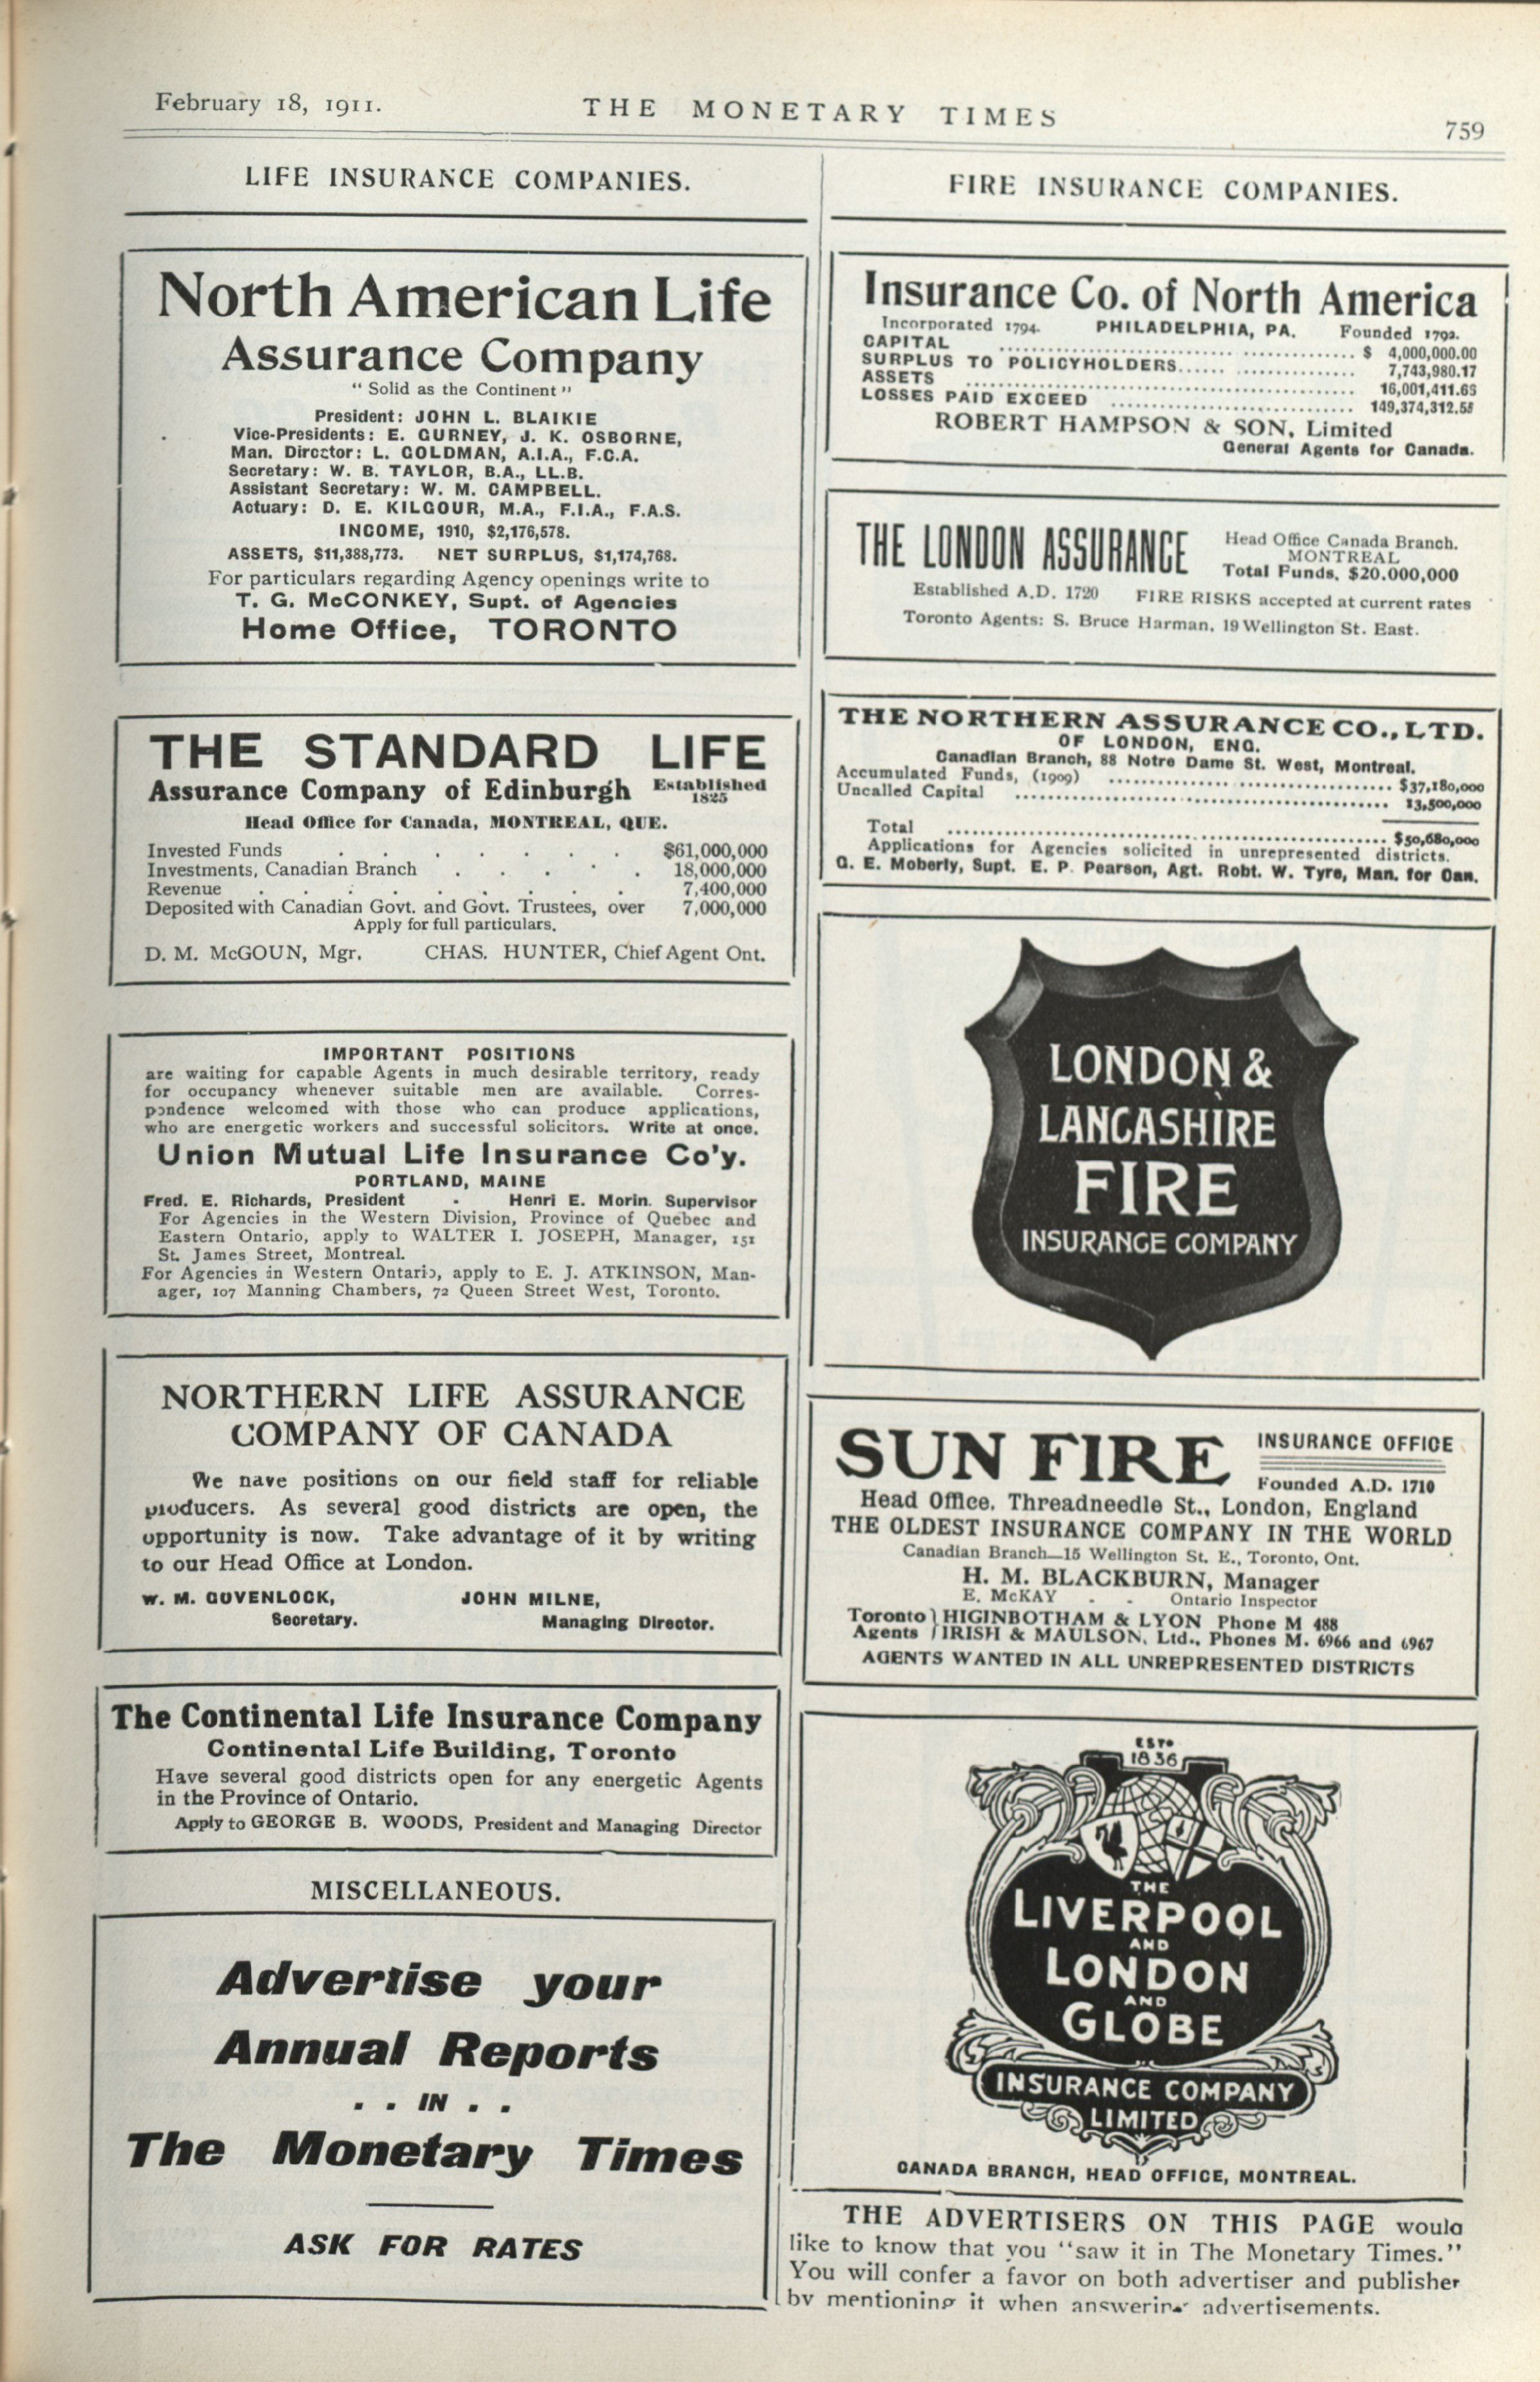 February 18, 1911.
THE MONETARY TIMES
759
LIFE INSURANCE COMPANIES.
North American Life
Assurance Company
“ Solid as the Continent ”
President: JOHN L. BLAIKIE
Vice-Presidents: E. GURNEY, J. K. OSBORNE,
Man. Director: L. GOLDMAN, A.I.A., F.C.A.
Secretary: W. B. TAYLOR, B.A., LL.B.
Assistant Secretary: W. M. CAMPBELL.
Actuary: D. E. KILGOUR, M.A., F.I.A., F.A.S.
INCOME, 1910, $2,176,578.
ASSETS, $11,388,773. NET SURPLUS, $1,174,768.
For particulars regarding Agency openings write to
T. G. McCONKEY, Supt. of Agencies
Home Office, TORONTO
THE STANDARD LIFE
Assurance Company of Edinburgh Established 1825
Head Office for Canada, MONTREAL, QUE.
Invested Funds . . . . . . . $61,000,000
Investments, Canadian Branch . . . . . 18,000,000
Revenue . . . . . . . . . 7,400,000
Deposited with Canadian Govt. and Govt. Trustees, over 7,000,000
Apply for full particulars.
D. M. McGOUN, Mgr. CHAS. HUNTER, Chief Agent Ont.
IMPORTANT POSITIONS
are waiting for capable Agents in much desirable territory, ready
for occupancy whenever suitable men are available. Corres-
pondence welcomed with those who can produce applications,
who are energetic workers and successful solicitors. Write at once.
Union Mutual Life Insurance Co'y.
PORTLAND, MAINE
Fred. E. Richards, President - Henri E. Morin. Supervisor
For Agencies in the Western Division, Province of Quebec and
Eastern Ontario, apply to WALTER I. JOSEPH, Manager, 151
St. James Street, Montreal.
For Agencies in Western Ontario, apply to E. J. ATKINSON, Man-
ager, 107 Manning Chambers, 72 Queen Street West, Toronto.
NORTHERN LIFE ASSURANCE
COMPANY OF CANADA
We have positions on our field staff for reliable
producers. As several good districts are open, the
opportunity is now. Take advantage of it by writing
to our Head Office at London.
W. M. GOVENLOCK, JOHN MILNE,
Secretary. Managing Director.
The Continental Life Insurance Company
Continental Life Building, Toronto
Have several good districts open for any energetic Agents
in the Province of Ontario.
Apply to GEORGE B. WOODS, President and Managing Director
MISCELLANEOUS.
Advertise your
Annual Reports
. . IN . .
The Monetary Times
ASK FOR RATES
FIRE INSURANCE COMPANIES.
Insurance Co. of North America
Incorporated 1794. PHILADELPHIA, PA. Founded 1792.
CAPITAL ........ $ 4,000,000.00
SURPLUS TO POLICYHOLDERS........ 7,743,980.17
ASSETS ........ 16,001,411.65
LOSSES PAID EXCEED ........ 149,374,312.55
ROBERT HAMPSON & SON, Limited
General Agents for Canada.
THE LONDON ASSURANCE
Head Office Canada Branch.
MONTREAL
Total Funds, $20.000,000
Established A.D. 1720 FIRE RISKS accepted at current rates
Toronto Agents: S. Bruce Harman, 19 Wellington St. East.
THE NORTHERN ASSURANCE CO., LTD.
OF LONDON, ENG.
Canadian Branch, 88 Notre Dame St. West, Montreal.
Accumulated Funds, (1909) ........ $37,180,000
Uncalled Capital ........ 13,500,000
Total ........ $50,680,000
Applications for Agencies solicited in unrepresented districts.
G. E. Moberly, Supt. E. P. Pearson, Agt. Robt. W. Tyre, Man. for Can.
LONDON &
LANCASHIRE
FIRE
INSURANCE COMPANY
SUN FIRE INSURANCE OFFICE
Founded A.D. 1710
Head Office, Threadneedle St., London, England
THE OLDEST INSURANCE COMPANY IN THE WORLD
Canadian Branch—15 Wellington St. E., Toronto, Ont.
H. M. BLACKBURN, Manager
E. McKAY - - Ontario Inspector
Toronto } HIGINBOTHAM & LYON Phone M 488
Agents } IRISH & MAULSON, Ltd., Phones M. 6966 and 6967
AGENTS WANTED IN ALL UNREPRESENTED DISTRICTS
ESTD
1836
THE
LIVERPOOL
AND
LONDON
AND
GLOBE
INSURANCE COMPANY
LIMITED
CANADA BRANCH, HEAD OFFICE, MONTREAL.
THE ADVERTISERS ON THIS PAGE would
like to know that you “saw it in The Monetary Times.”
You will confer a favor on both advertiser and publisher
by mentioning it when answering advertisements.